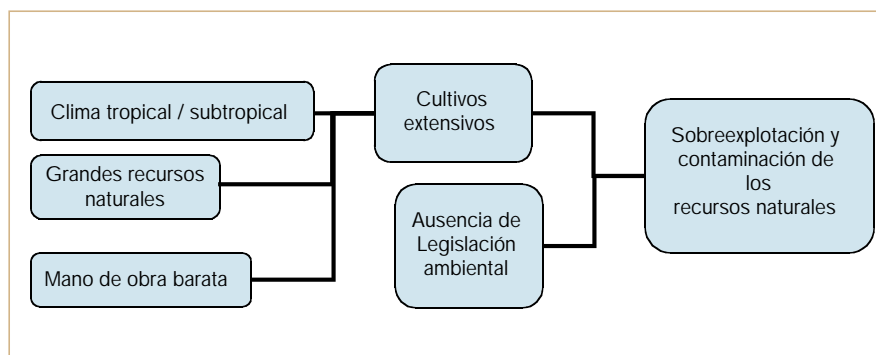 Clima tropical / subtropical
Grandes recursos
naturales
Mano de obra barata
Cultivos
extensivos
Ausencia de
Legislación
ambiental
Sobreexplotación y
contaminación de
los
recursos naturales